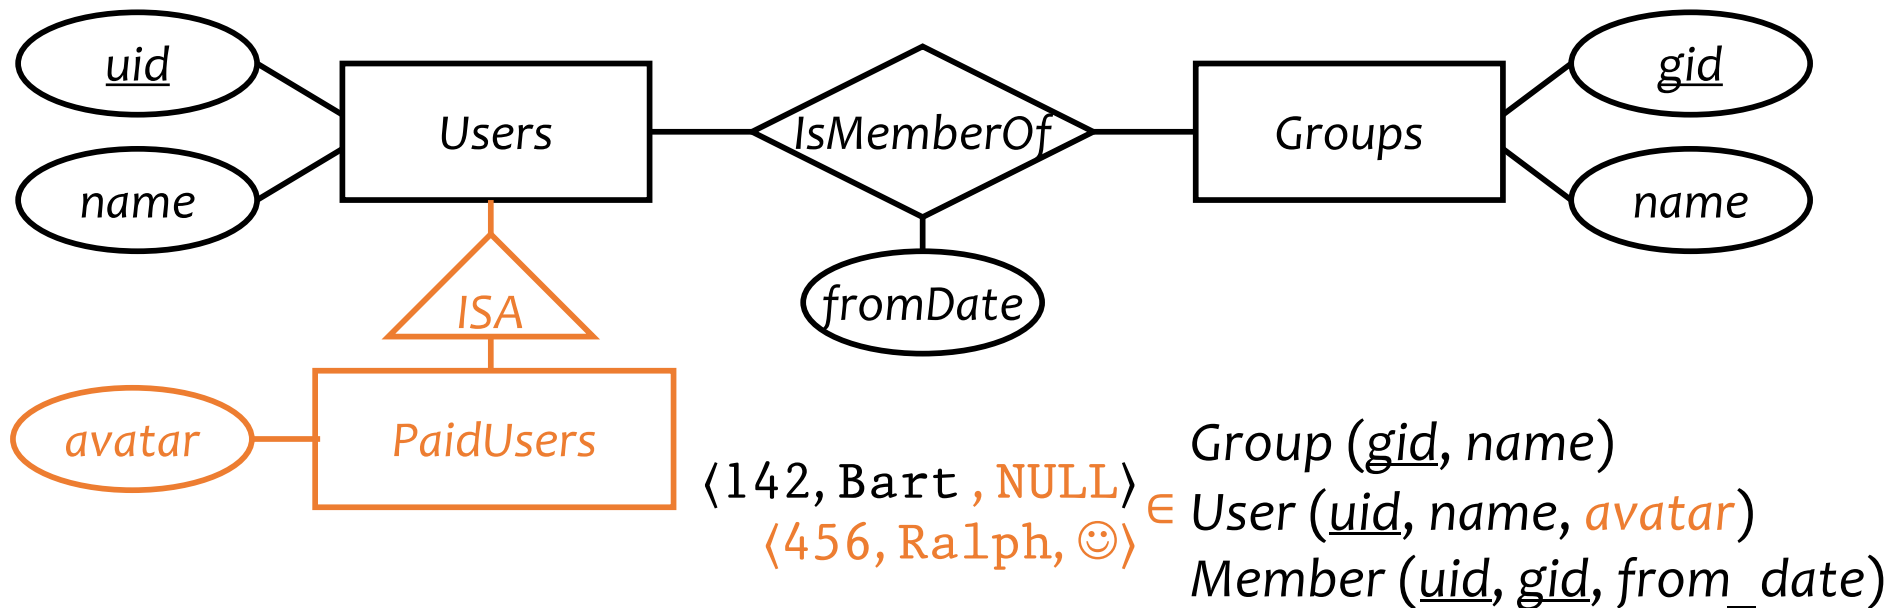 uid
name
Users
IsMemberOf
fromDate
Groups
gid
name
ISA
avatar
PaidUsers
⟨142, Bart , NULL⟩
⟨456, Ralph, ☺⟩
∈
Group (gid, name)
User (uid, name, avatar)
Member (uid, gid, from_date)